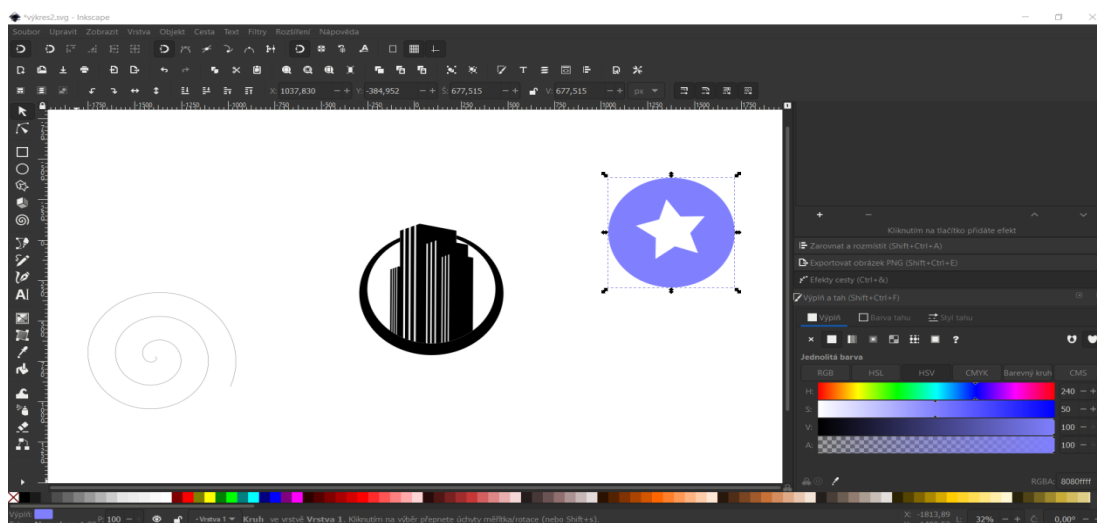 *výkres2.svg - Inkscape
Soubor Upravit Zobrazit Vrstva Objekt Cesta Text Filtry Rozšíření Nápověda
X: 1037,830 − + Y: -384,952 − + Š: 677,515 − + V: 677,515 − + px
Kliknutím na tlačítko přidáte efekt
Zarovnat a rozmístit (Shift+Ctrl+A)
Exportovat obrázek PNG (Shift+Ctrl+E)
Efekty cesty (Ctrl+&)
Výplň a tah (Shift+Ctrl+F)
Výplň Barva tahu Styl tahu
Jednolitá barva
RGB HSL HSV CMYK Barevný kruh CMS
H: 240 − +
S: 50 − +
V: 100 −
A: 100 −
RGBA: 8080ffff
Výplň: P: 100 − Vrstva 1 Kruh ve vrstvě Vrstva 1. Kliknutím na výběr přepnete úchyty měřítka/rotace (nebo Shift+s).
X: -1813,89
32% − + 0,00°